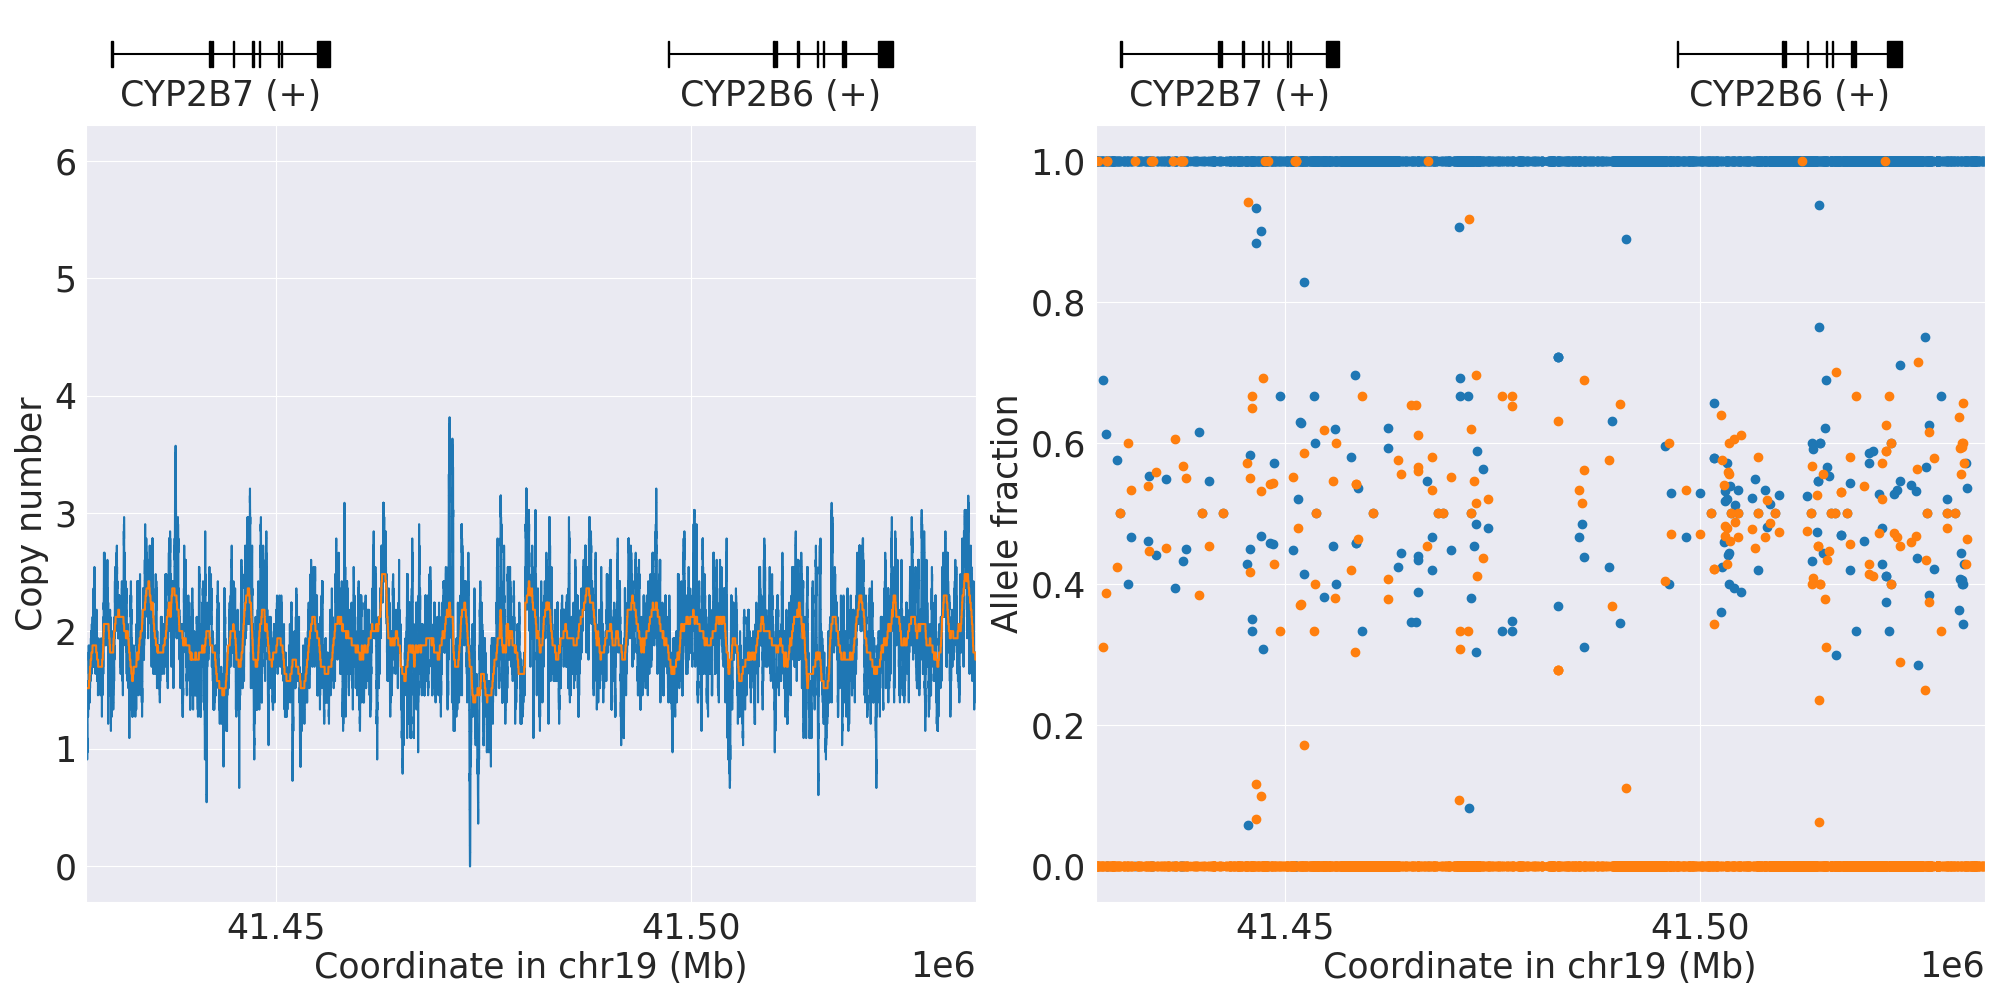 CYP2B7 (+)
CYP2B6 (+)
6
5
4
3
2
1
0
Copy number
41.45
41.50
Coordinate in chr19 (Mb)
1e6
CYP2B7 (+)
CYP2B6 (+)
1.0
0.8
0.6
0.4
0.2
0.0
Allele fraction
41.45
41.50
Coordinate in chr19 (Mb)
1e6